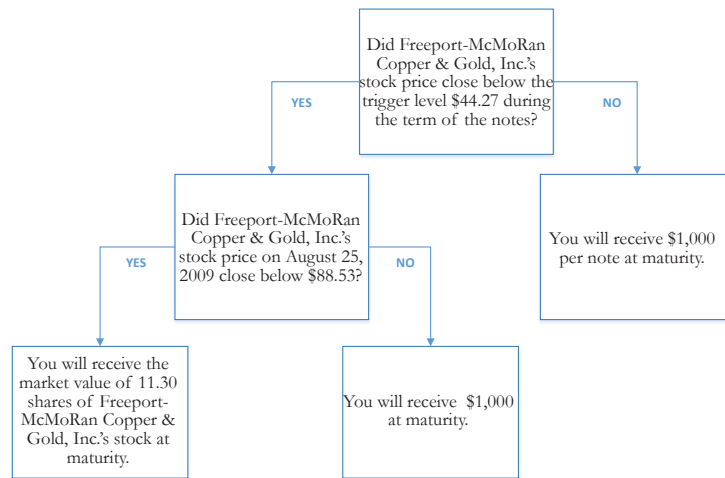 Did Freeport-McMoRan
Copper & Gold, Inc.'s
stock price close below the
trigger level $44.27 during
the term of the notes?
YES
NO
Did Freeport-McMoRan
Copper & Gold, Inc.'s
stock price on August 25,
2009 close below $88.53?
You will receive $1,000
per note at maturity.
YES
NO
You will receive the
market value of 11.30
shares of Freeport-
McMoRan Copper &
Gold, Inc.'s stock at
maturity.
You will receive $1,000
at maturity.